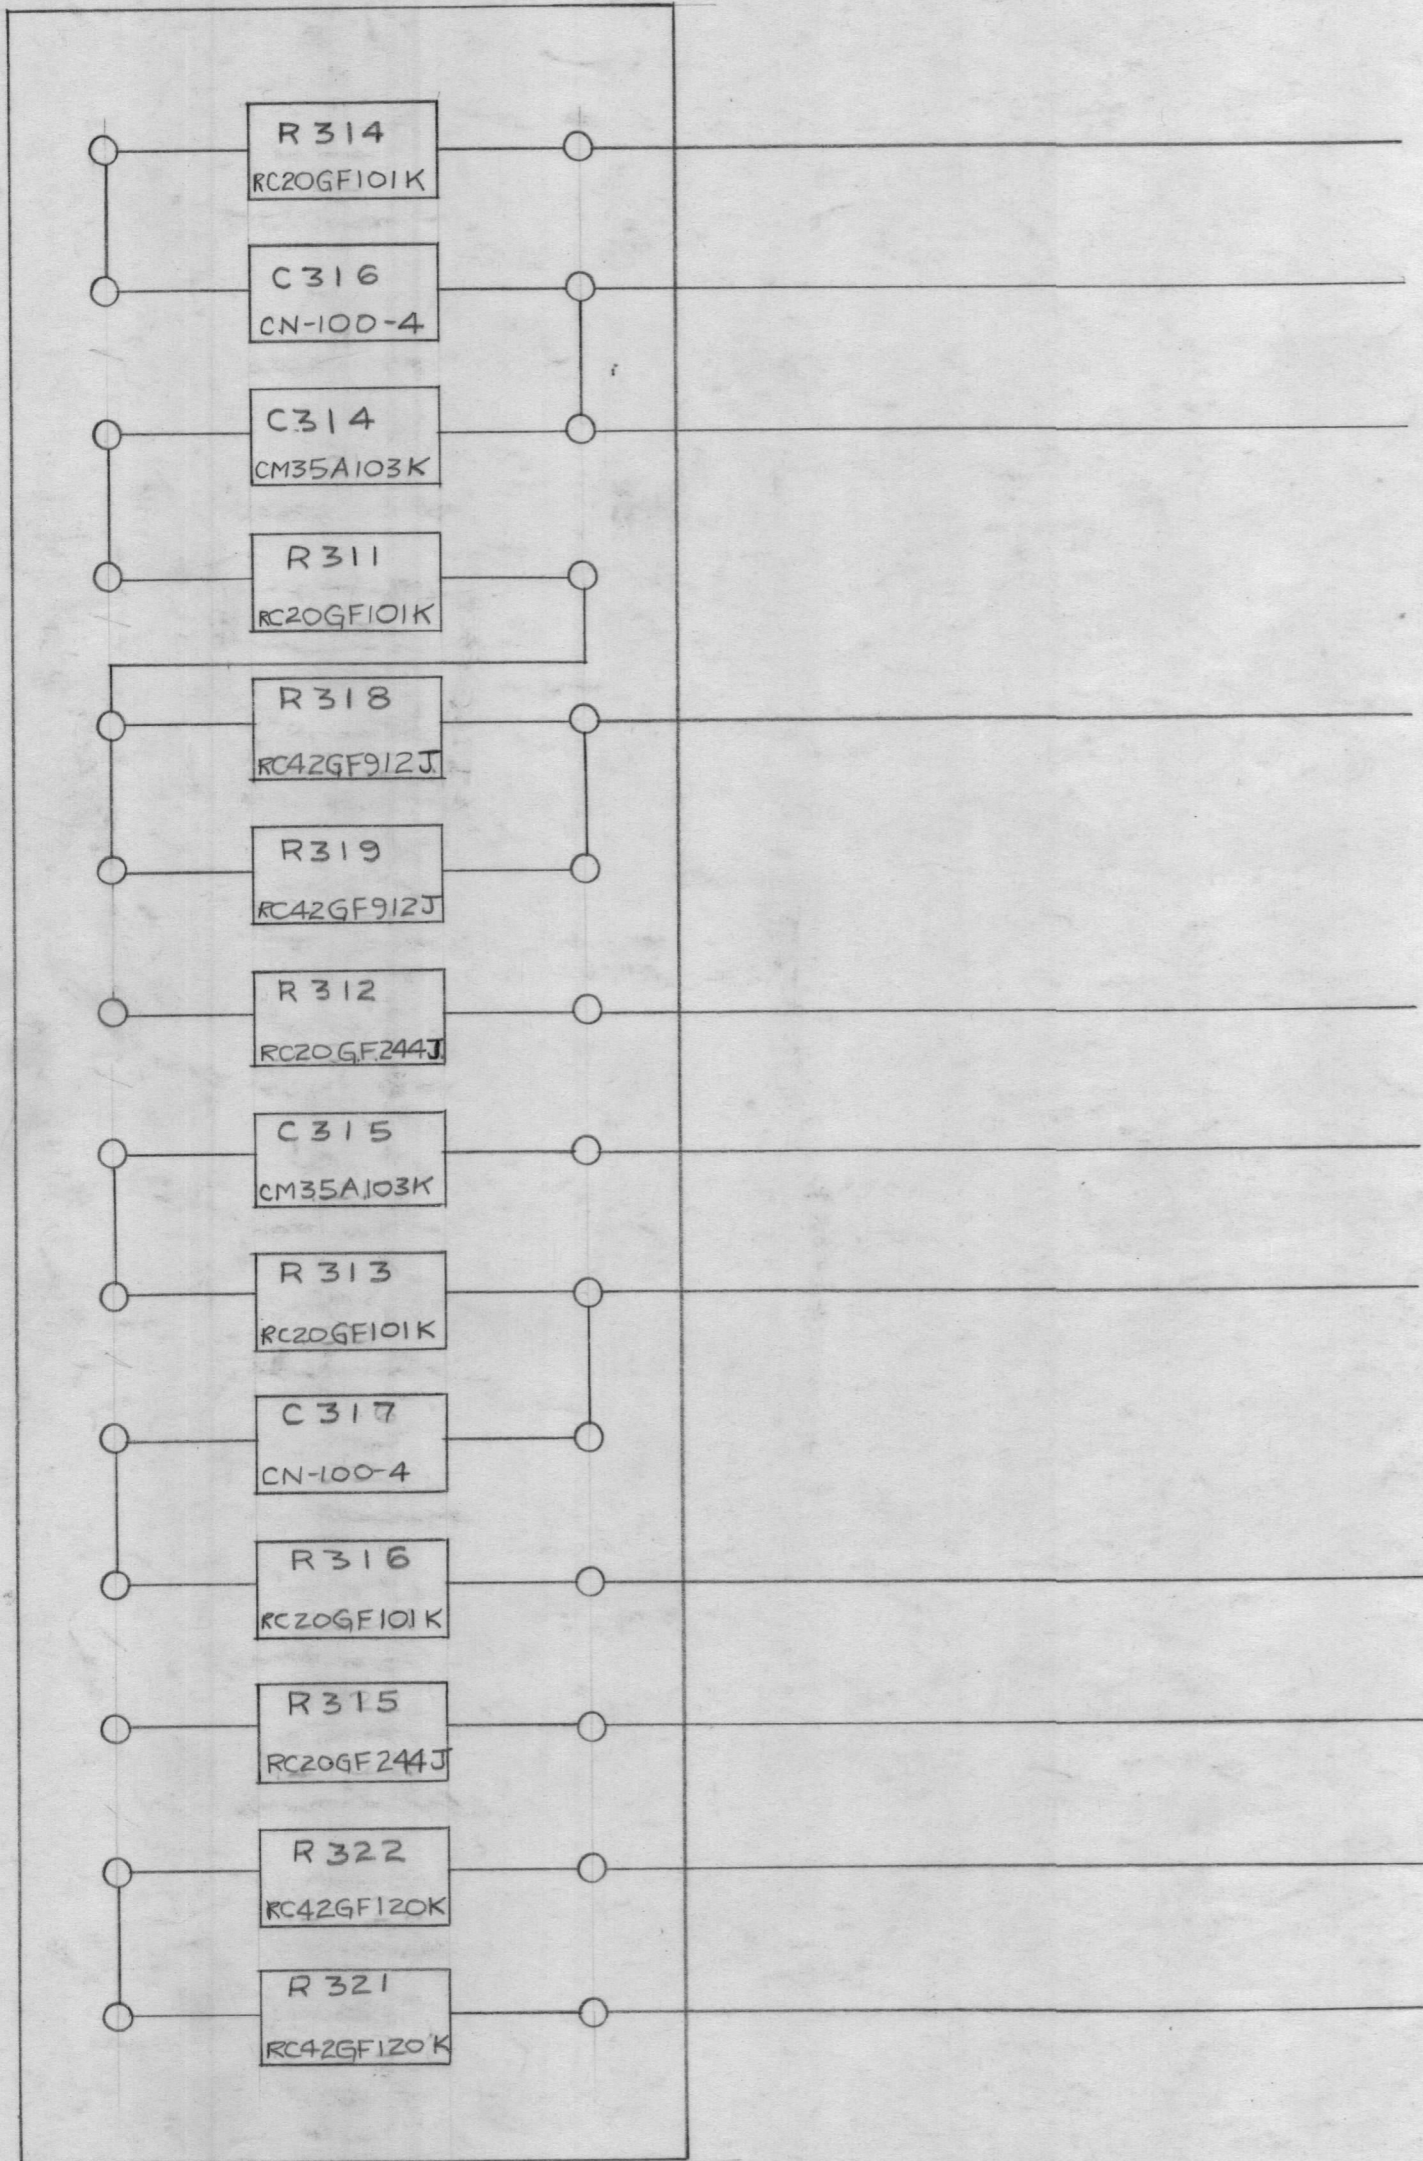 R314
RC20GF101K
C316
CN-100-4
C314
CM35A103K
R311
RC20GF101K
R318
RC42GF912J
R319
RC42GF912J
R312
RC20GF244J
C315
CM35A103K
R313
RC20GF101K
C317
CN-100-4
R316
RC20GF101K
R315
RC20GF244J
R322
RC42GF120K
R321
RC42GF120K